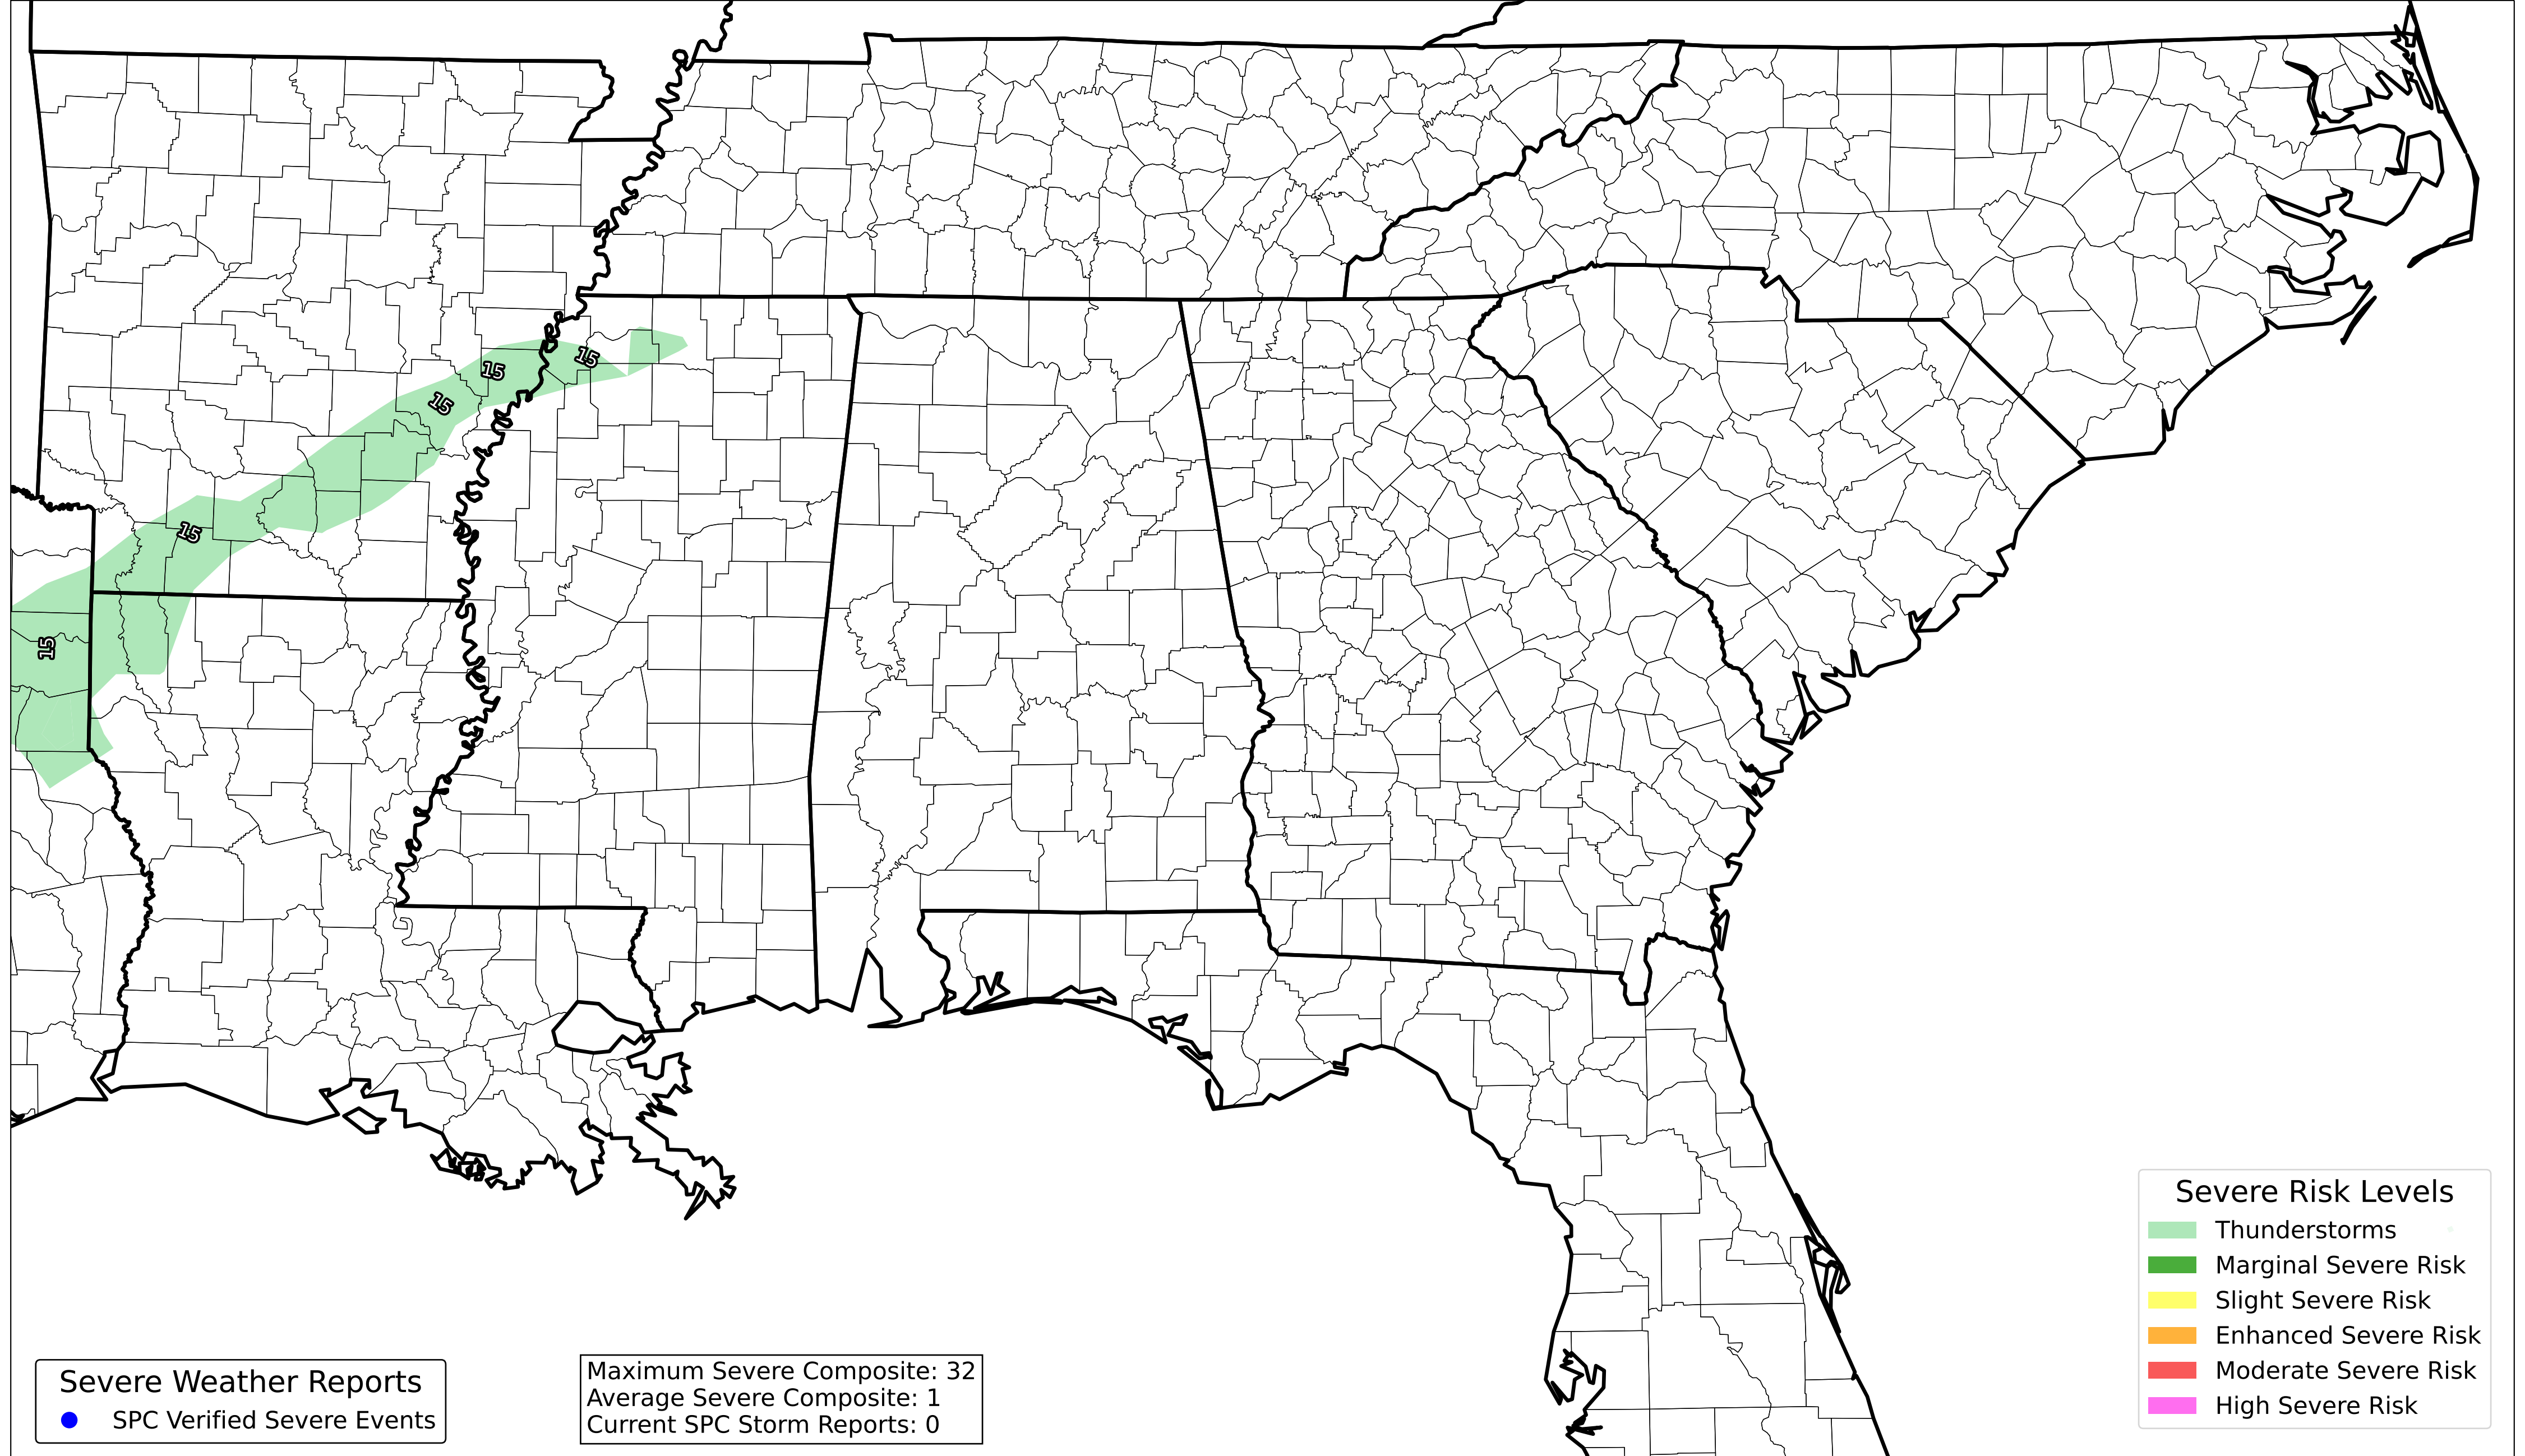 15
15
15
15
15
Severe Risk Levels
Thunderstorms
Marginal Severe Risk
Slight Severe Risk
Enhanced Severe Risk
Moderate Severe Risk
High Severe Risk
Severe Weather Reports
SPC Verified Severe Events
Maximum Severe Composite: 32
Average Severe Composite: 1
Current SPC Storm Reports: 0